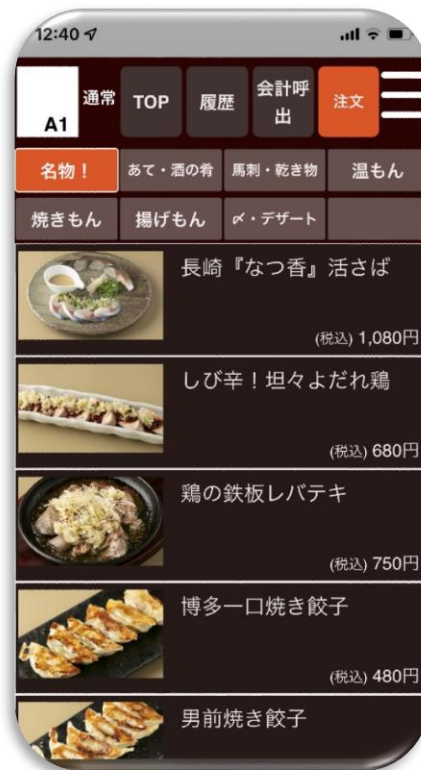 12:40
A1
通常
TOP
履歴
会計呼
出
注文
名物！
あて・酒の肴
馬刺・乾き物
温もん
焼きもん
揚げもん
〆・デザート
長崎『なつ香』活さば
(税込) 1,080円
しび辛！坦々よだれ鶏
(税込) 680円
鶏の鉄板レバテキ
(税込) 750円
博多一口焼き餃子
(税込) 480円
男前焼き餃子